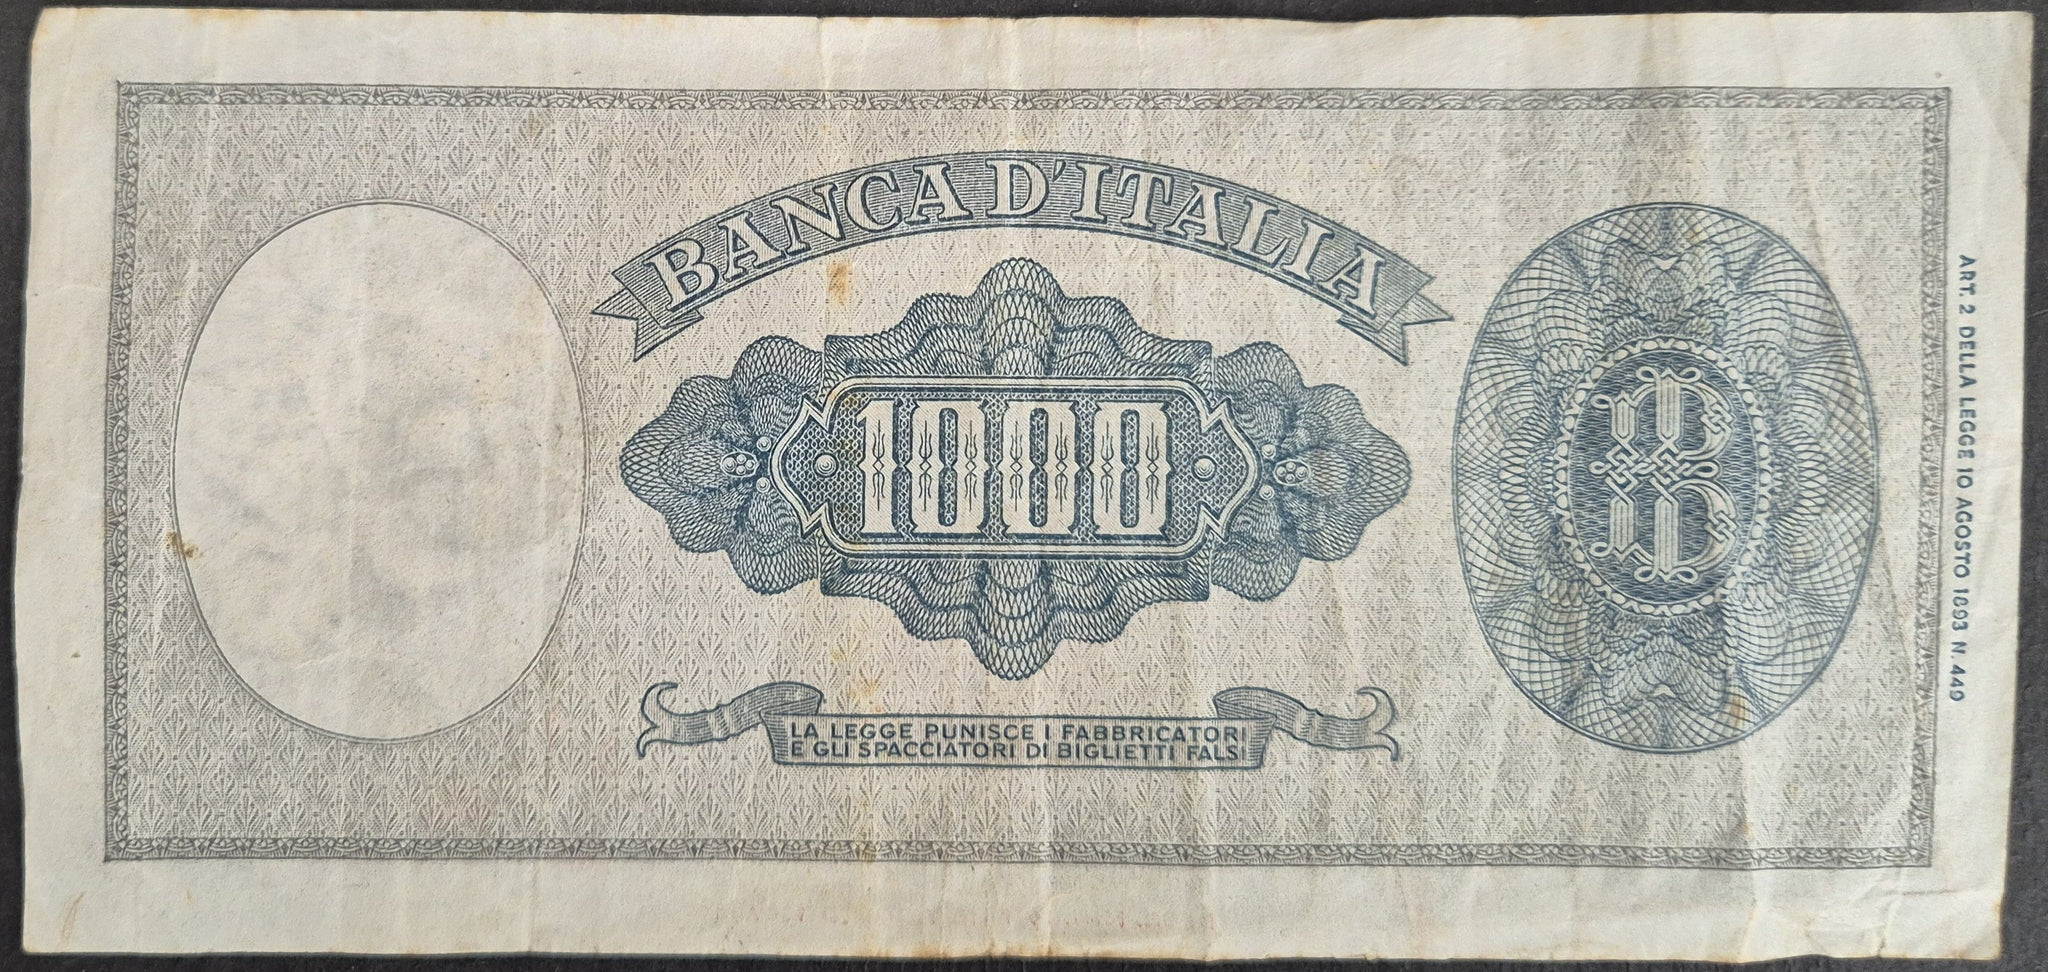 BANCA D'ITALIA
1000
B
LA LEGGE PUNISCE I FABBRICATORI
E GLI SPACCIATORI DI BIGLIETTI FALSI
ART. 2 DELLA LEGGE 10 AGOSTO 1893 N. 449